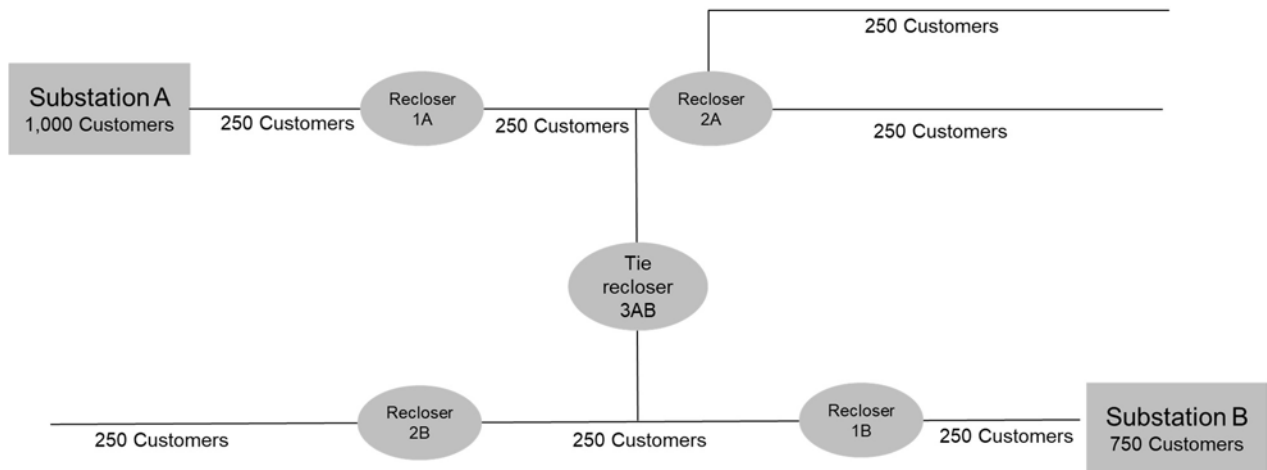 250 Customers
Substation A
1,000 Customers
250 Customers
Recloser
1A
250 Customers
Recloser
2A
250 Customers
Tie
recloser
3AB
250 Customers
Recloser
2B
250 Customers
Recloser
1B
250 Customers
Substation B
750 Customers